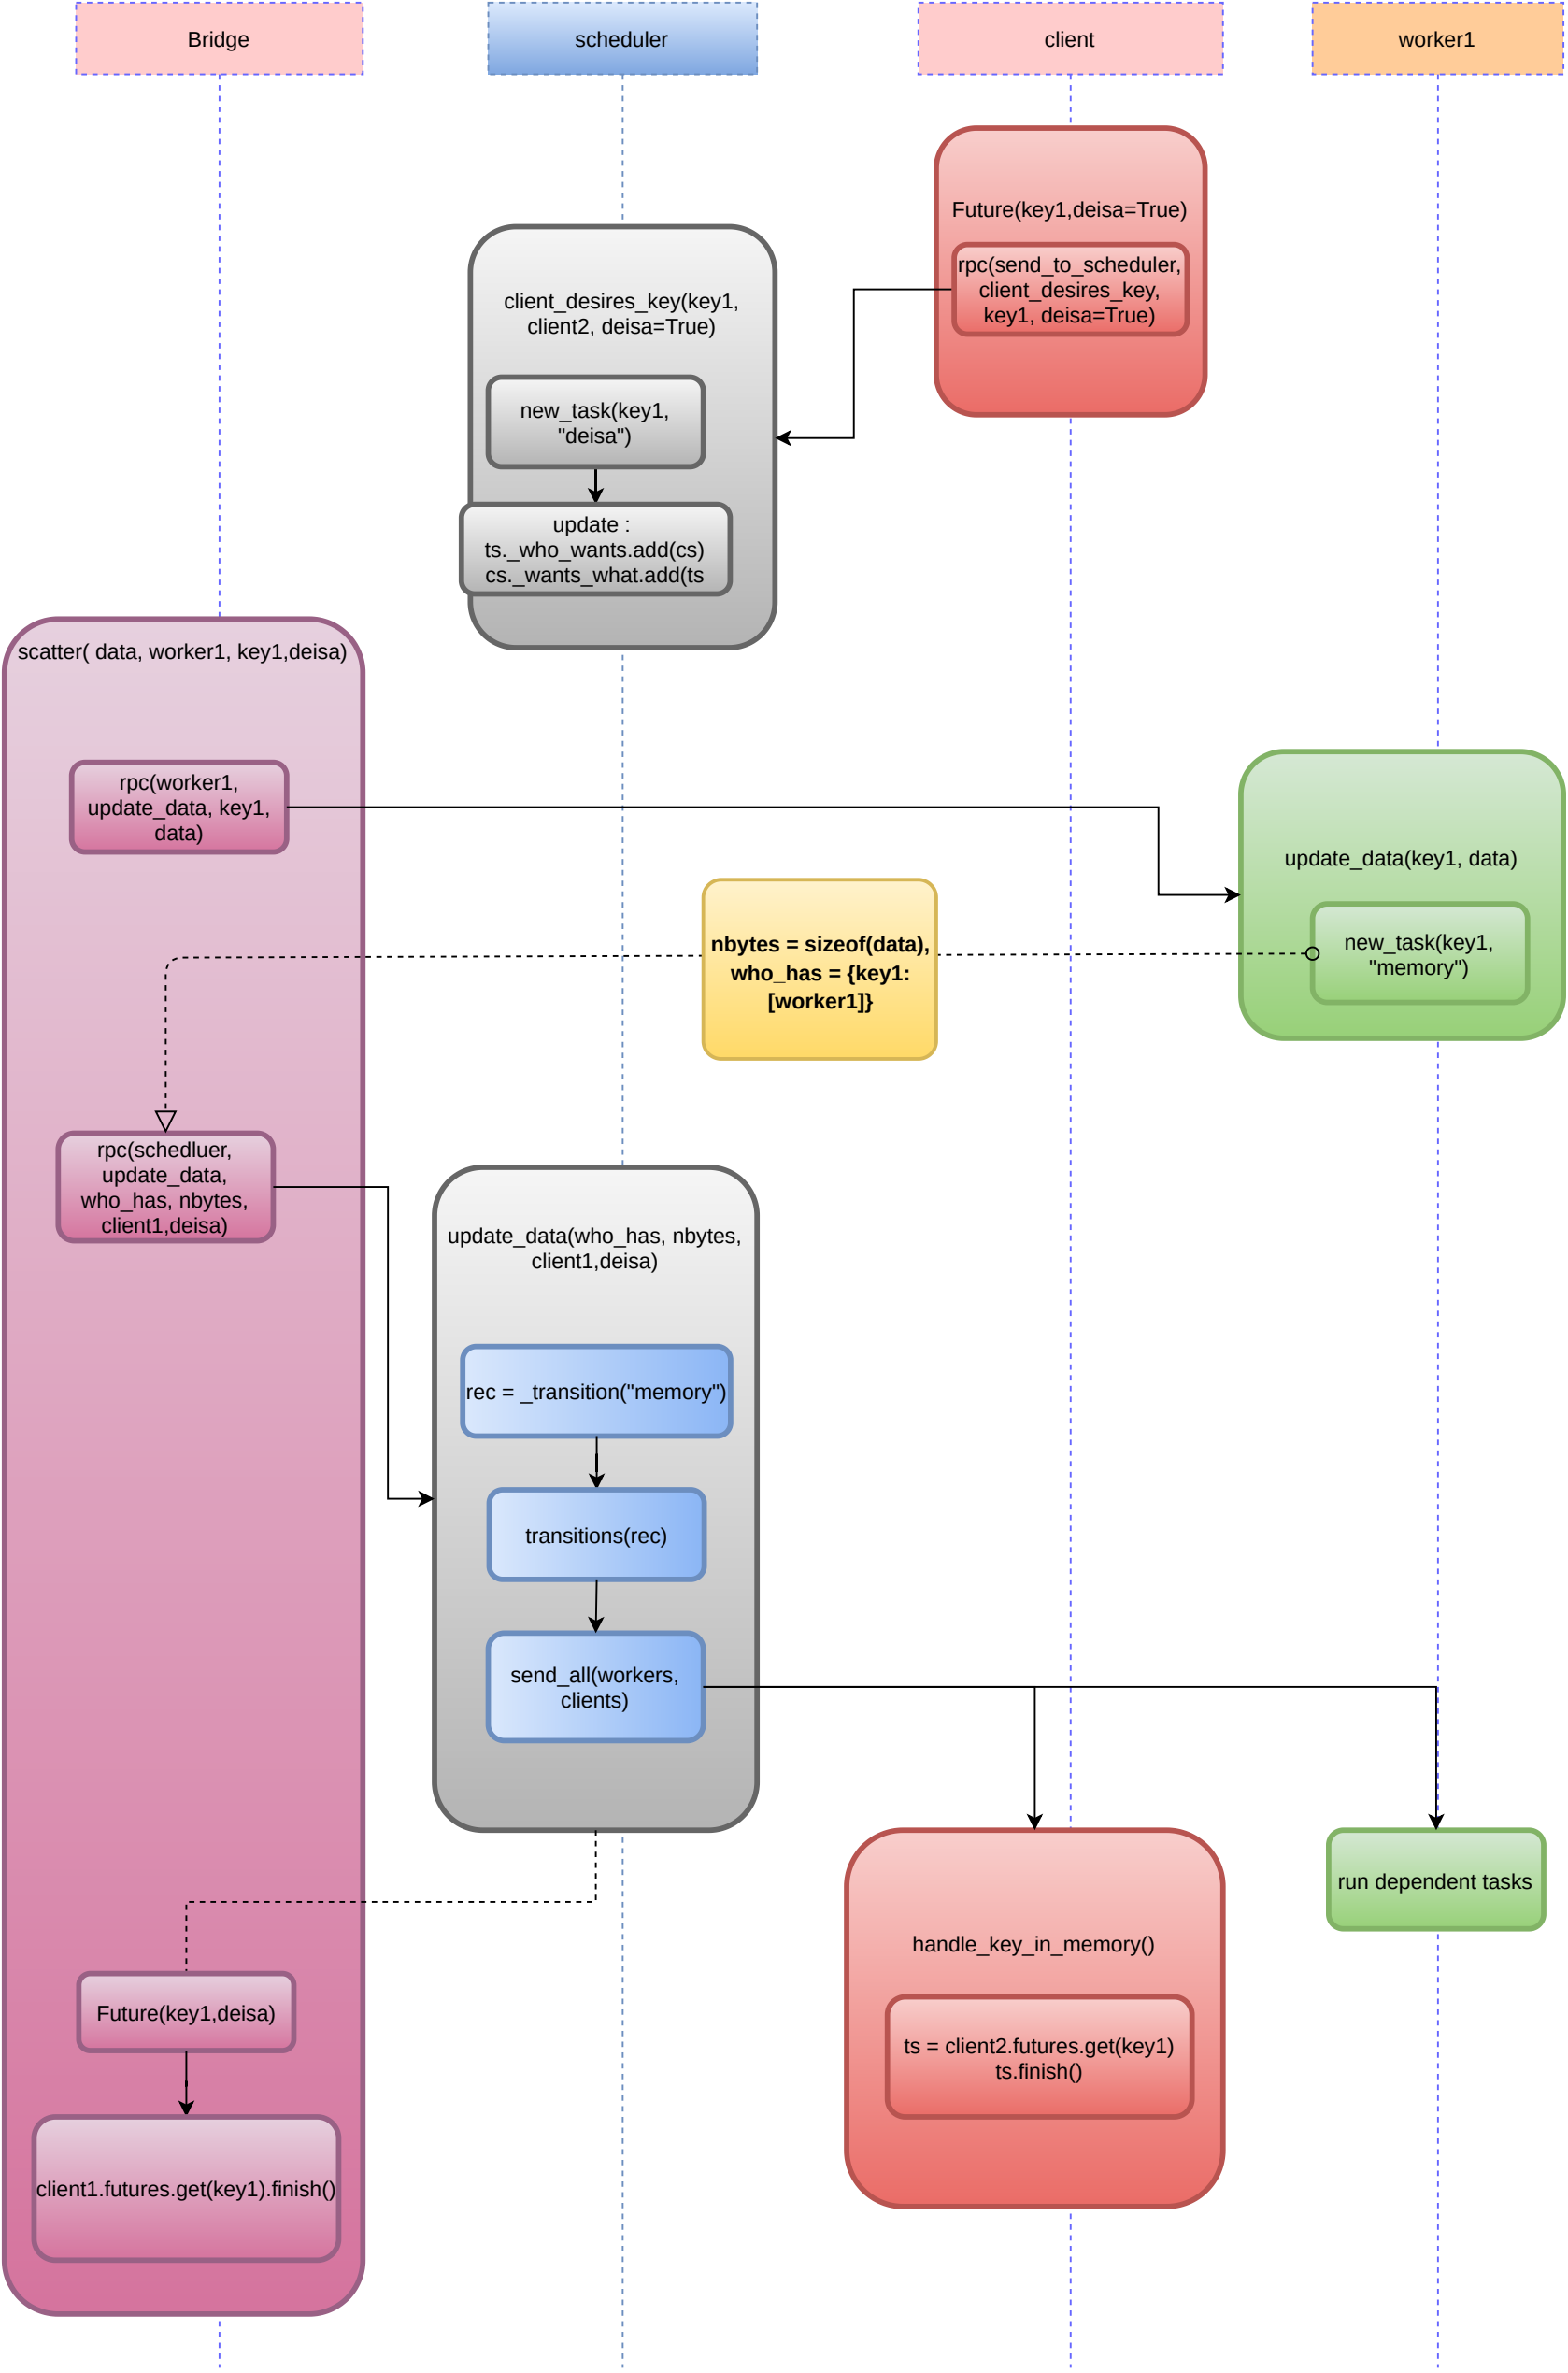 Bridge
scheduler
client
worker1
Future(key1,deisa=True)
rpc(send_to_scheduler,
client_desires_key,
key1, deisa=True)
client_desires_key(key1,
client2, deisa=True)
new_task(key1,
"deisa")
update :
ts._who_wants.add(cs)
cs._wants_what.add(ts
scatter( data, worker1, key1,deisa)
rpc(worker1,
update_data, key1,
data)
update_data(key1, data)
new_task(key1,
"memory")
nbytes = sizeof(data),
who_has = {key1:
[worker1]}
rpc(schedluer,
update_data,
who_has, nbytes,
client1,deisa)
update_data(who_has, nbytes,
client1,deisa)
rec = _transition("memory")
transitions(rec)
send_all(workers,
clients)
run dependent tasks
handle_key_in_memory()
ts = client2.futures.get(key1)
ts.finish()
Future(key1,deisa)
client1.futures.get(key1).finish()